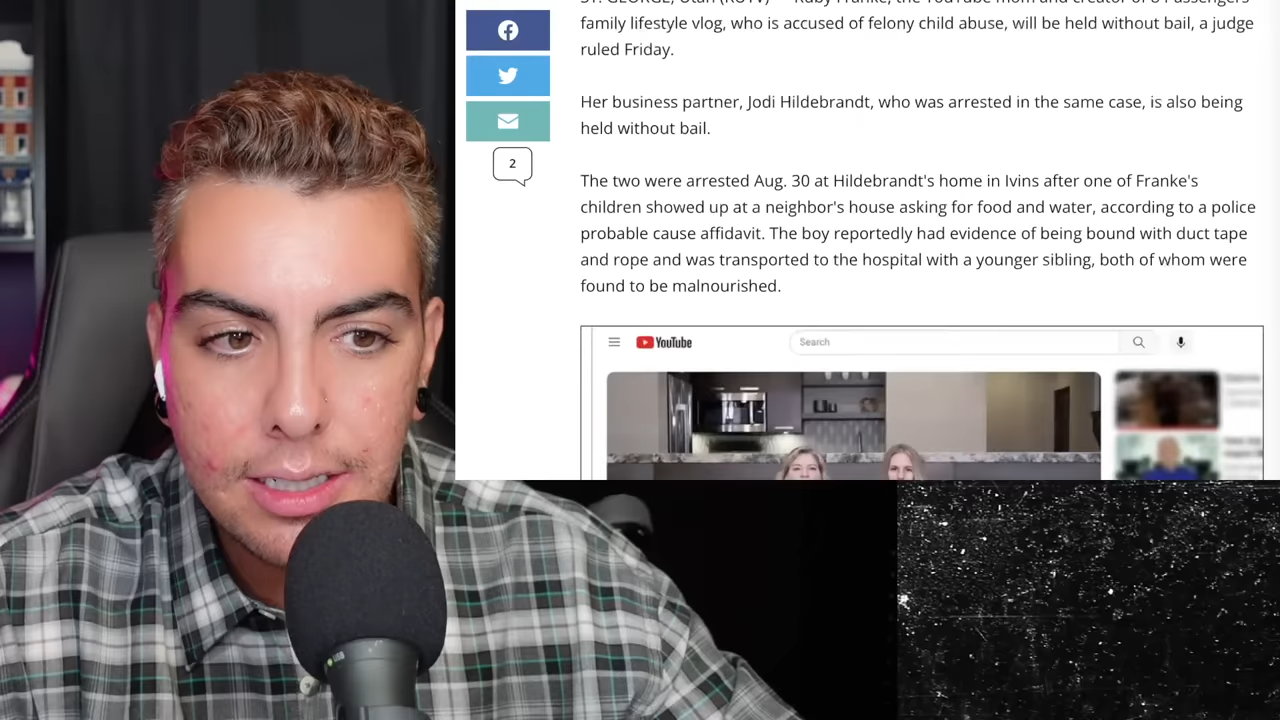 family lifestyle vlog, who is accused of felony child abuse, will be held without bail, a judge
ruled Friday.
Her business partner, Jodi Hildebrandt, who was arrested in the same case, is also being
held without bail.
2
The two were arrested Aug. 30 at Hildebrandt's home in Ivins after one of Franke's
children showed up at a neighbor's house asking for food and water, according to a police
probable cause affidavit. The boy reportedly had evidence of being bound with duct tape
and rope and was transported to the hospital with a younger sibling, both of whom were
found to be malnourished.
YouTube
Search